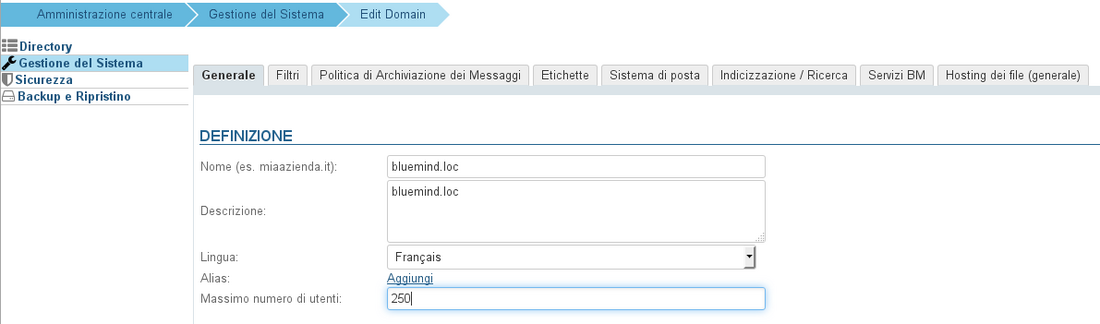 Amministrazione centrale Gestione del Sistema Edit Domain
Directory
Gestione del Sistema
Sicurezza
Backup e Ripristino
Generale Filtri Politica di Archiviazione dei Messaggi Etichette Sistema di posta Indicizzazione / Ricerca Servizi BM Hosting dei file (generale)
DEFINIZIONE
Nome (es. miaazienda.it): bluemind.loc
Descrizione: bluemind.loc
Lingua: Français
Alias: Aggiungi
Massimo numero di utenti: 250